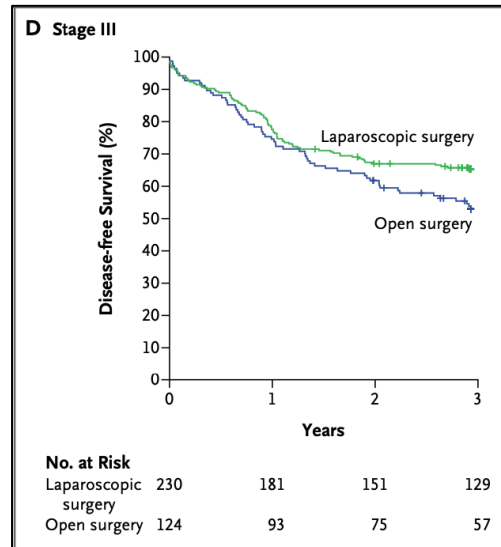 D Stage III
100
90
80
70
60
50
40
30
20
10
0
Disease-free Survival (%)
Laparoscopic surgery
Open surgery
0 1 2 3
Years
No. at Risk
Laparoscopic 230 181 151 129
surgery
Open surgery 124 93 75 57